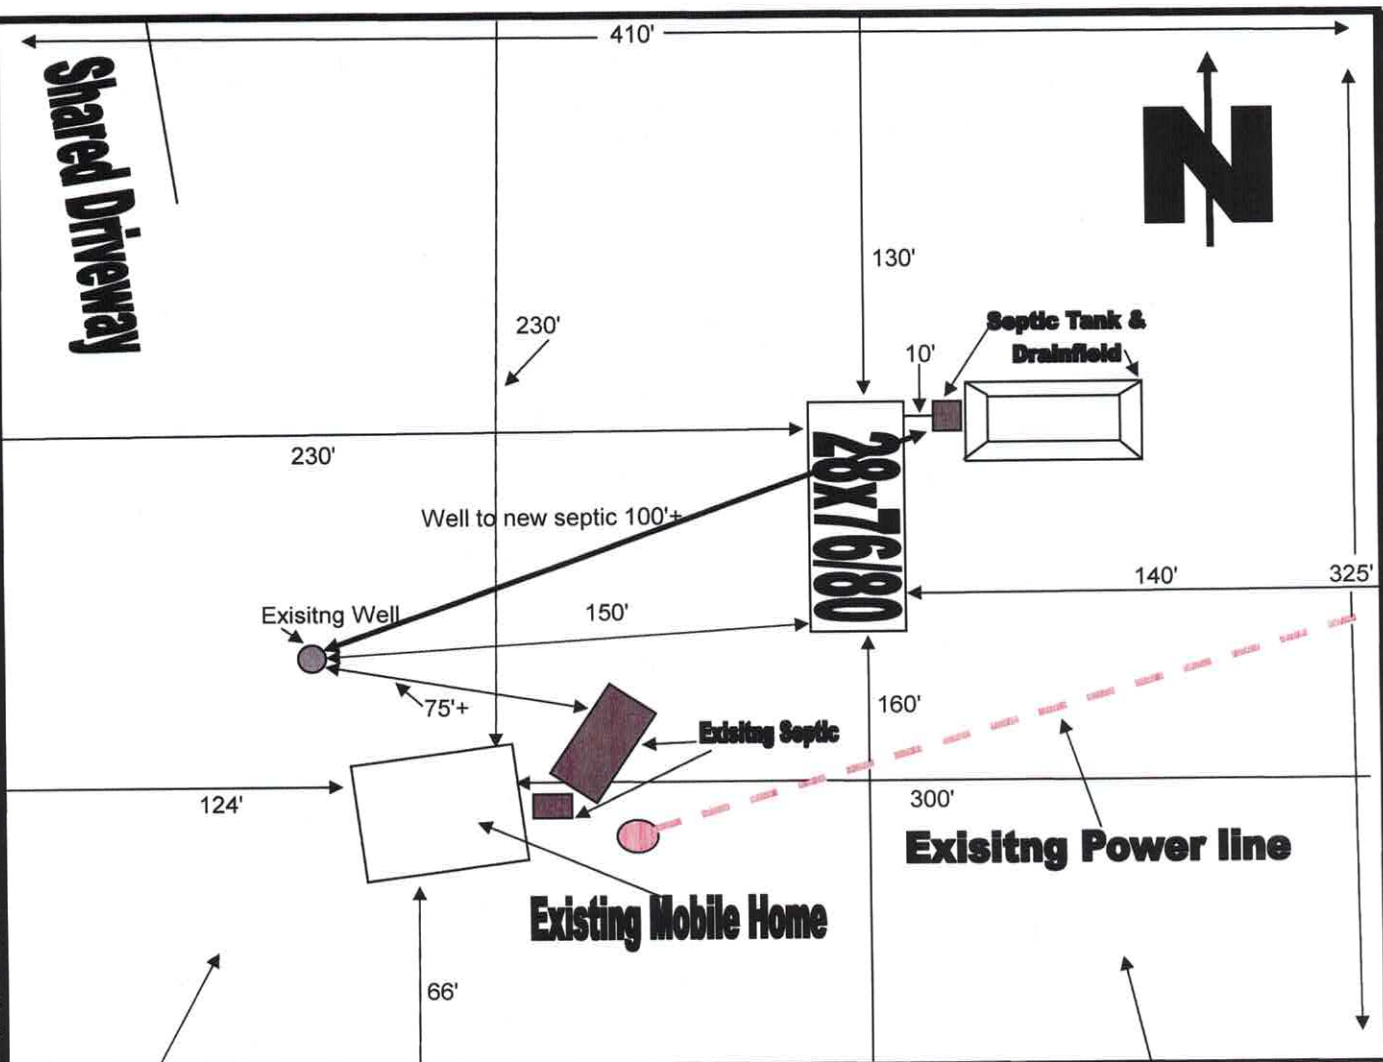 410'
Shared Driveway
N
130'
230'
Septic Tank &
Drainfield
10'
230'
28x76/80
Well to new septic 100'+
140'
325'
Exisitng Well
150'
75'+
160'
Exisitng Septic
124'
300'
Exisitng Power line
Existing Mobile Home
66'